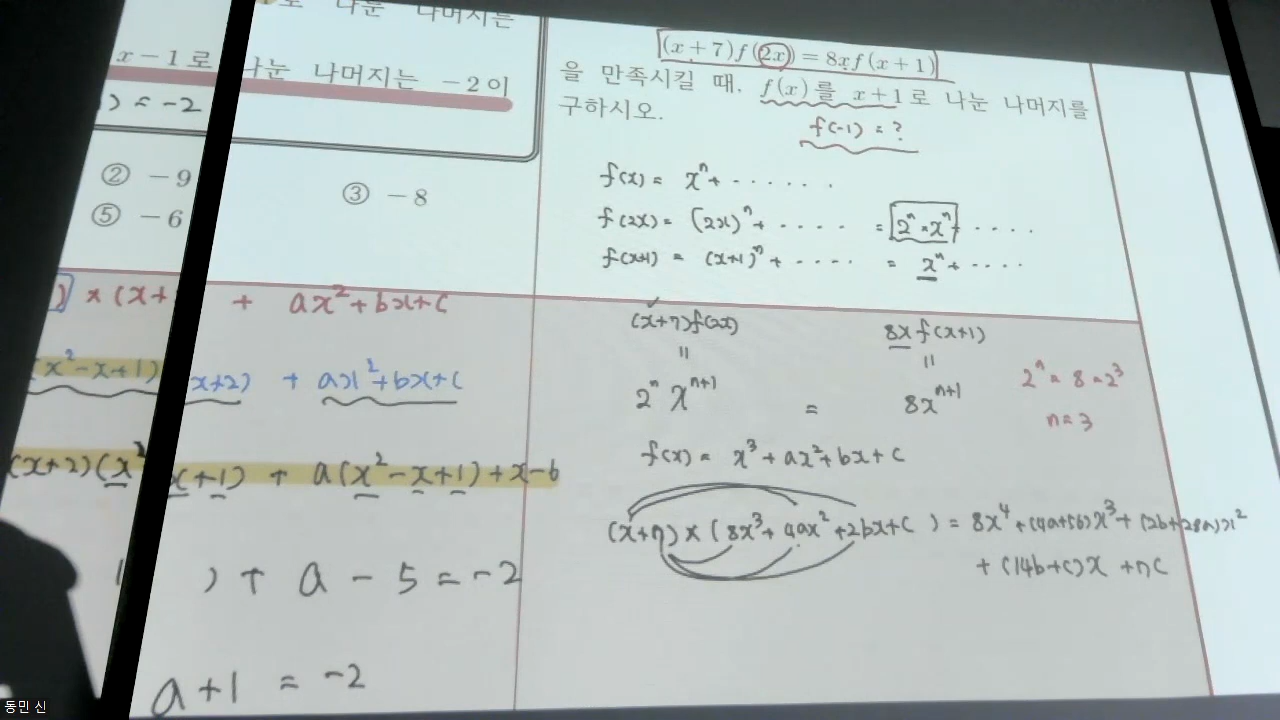 로 나눈 나머지는
x-1로 나눈 나머지는 -2이
) = -2
② -9
③ -8
⑤ -6
] × (x+ + ax²+bx+c
(x²-x+1) x+2) + ax²+bx+c
(x+2)(x² x+1) + a(x²-x+1)+x-6
) + a - 5 = -2
a+1 = -2
(x+7)f(2x)=8xf(x+1)
을 만족시킬 때, f(x)를 x+1로 나눈 나머지를
구하시오.
f(-1) = ?
f(x) = xⁿ+ ······
f(2x) = (2x)ⁿ+ ···· = 2ⁿ·xⁿ+ ····
f(x+1) = (x+1)ⁿ+ ···· = xⁿ+ ····
(x+7)f(2x) 8x f(x+1)
= =
2ⁿ xⁿ⁺¹ = 8xⁿ⁺¹
2ⁿ = 8 = 2³
n=3
f(x) = x³+ax²+bx+c
(x+7)×(8x³+4ax²+2bx+c) = 8x⁴+(4a+56)x³+(2b+28a)x²
+(14b+c)x +7c
동민 신